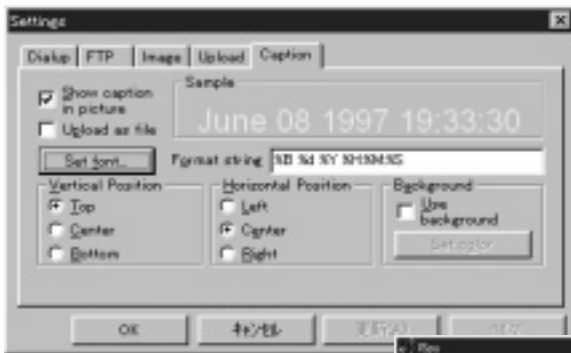 Settings
Dialup FTP Image Upload Caption
Show caption
in picture
Upload as file
Sample
June 08 1997 19:33:30
Set font...
Format string %B %d %Y %H:%M:%S
Vertical Position
Top
Center
Bottom
Horizontal Position
Left
Center
Right
Background
Use
background
Set color
OK キャンセル